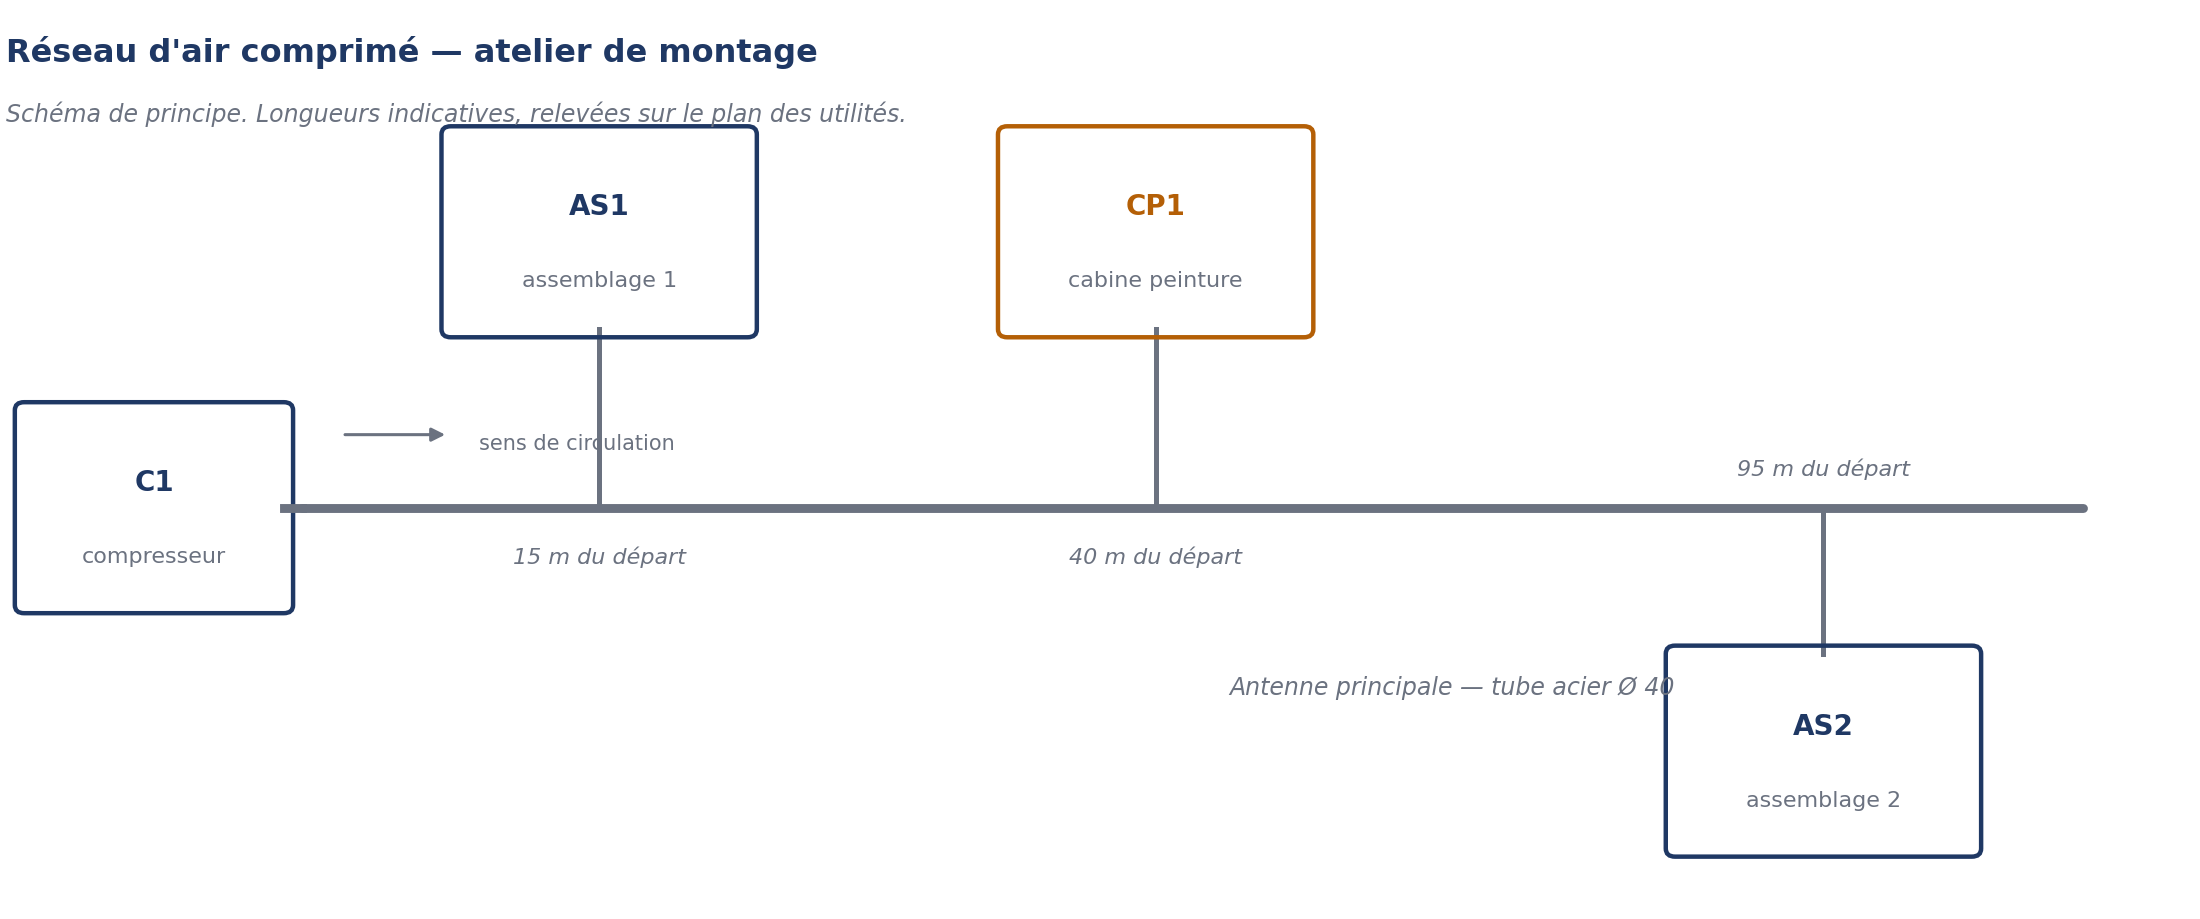 Réseau d'air comprimé — atelier de montage
Schéma de principe. Longueurs indicatives, relevées sur le plan des utilités.
AS1
assemblage 1
CP1
cabine peinture
C1
compresseur
sens de circulation
95 m du départ
15 m du départ
40 m du départ
Antenne principale — tube acier Ø 40
AS2
assemblage 2